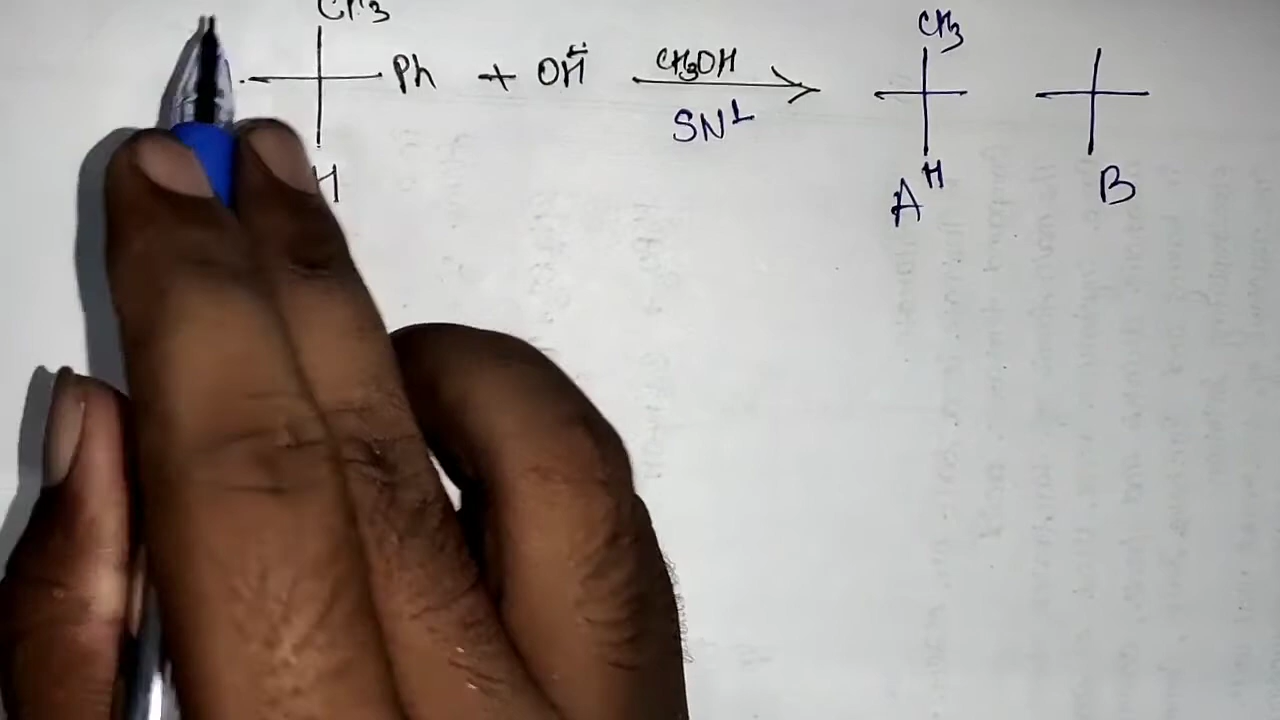 CH3 CH3
Ph + OH⁻ CH3OH
SN1
H H
A B